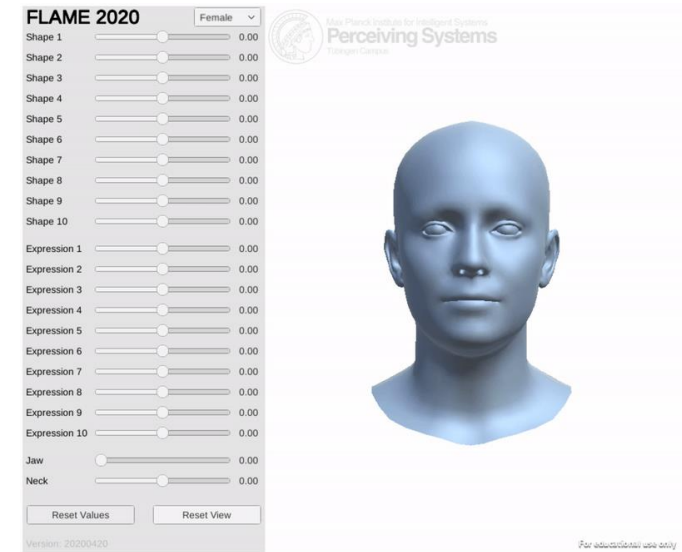 FLAME 2020
Female
Shape 1 0.00
Shape 2 0.00
Shape 3 0.00
Shape 4 0.00
Shape 5 0.00
Shape 6 0.00
Shape 7 0.00
Shape 8 0.00
Shape 9 0.00
Shape 10 0.00
Expression 1 0.00
Expression 2 0.00
Expression 3 0.00
Expression 4 0.00
Expression 5 0.00
Expression 6 0.00
Expression 7 0.00
Expression 8 0.00
Expression 9 0.00
Expression 10 0.00
Jaw 0.00
Neck 0.00
Reset Values Reset View
Version: 20200420
Max Planck Institute for Intelligent Systems
Perceiving Systems
Tübingen Campus
For educational use only